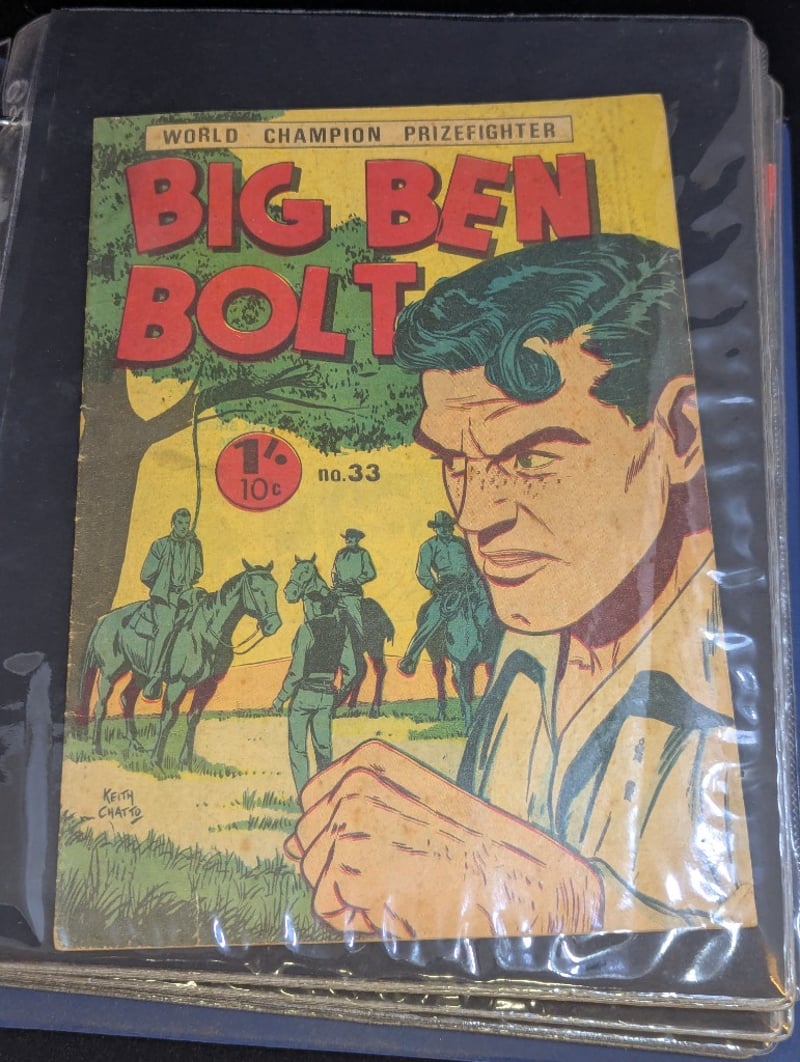 WORLD CHAMPION PRIZEFIGHTER
BIG BEN
BOLT
1/-
10c
no.33
KEITH
CHATTO